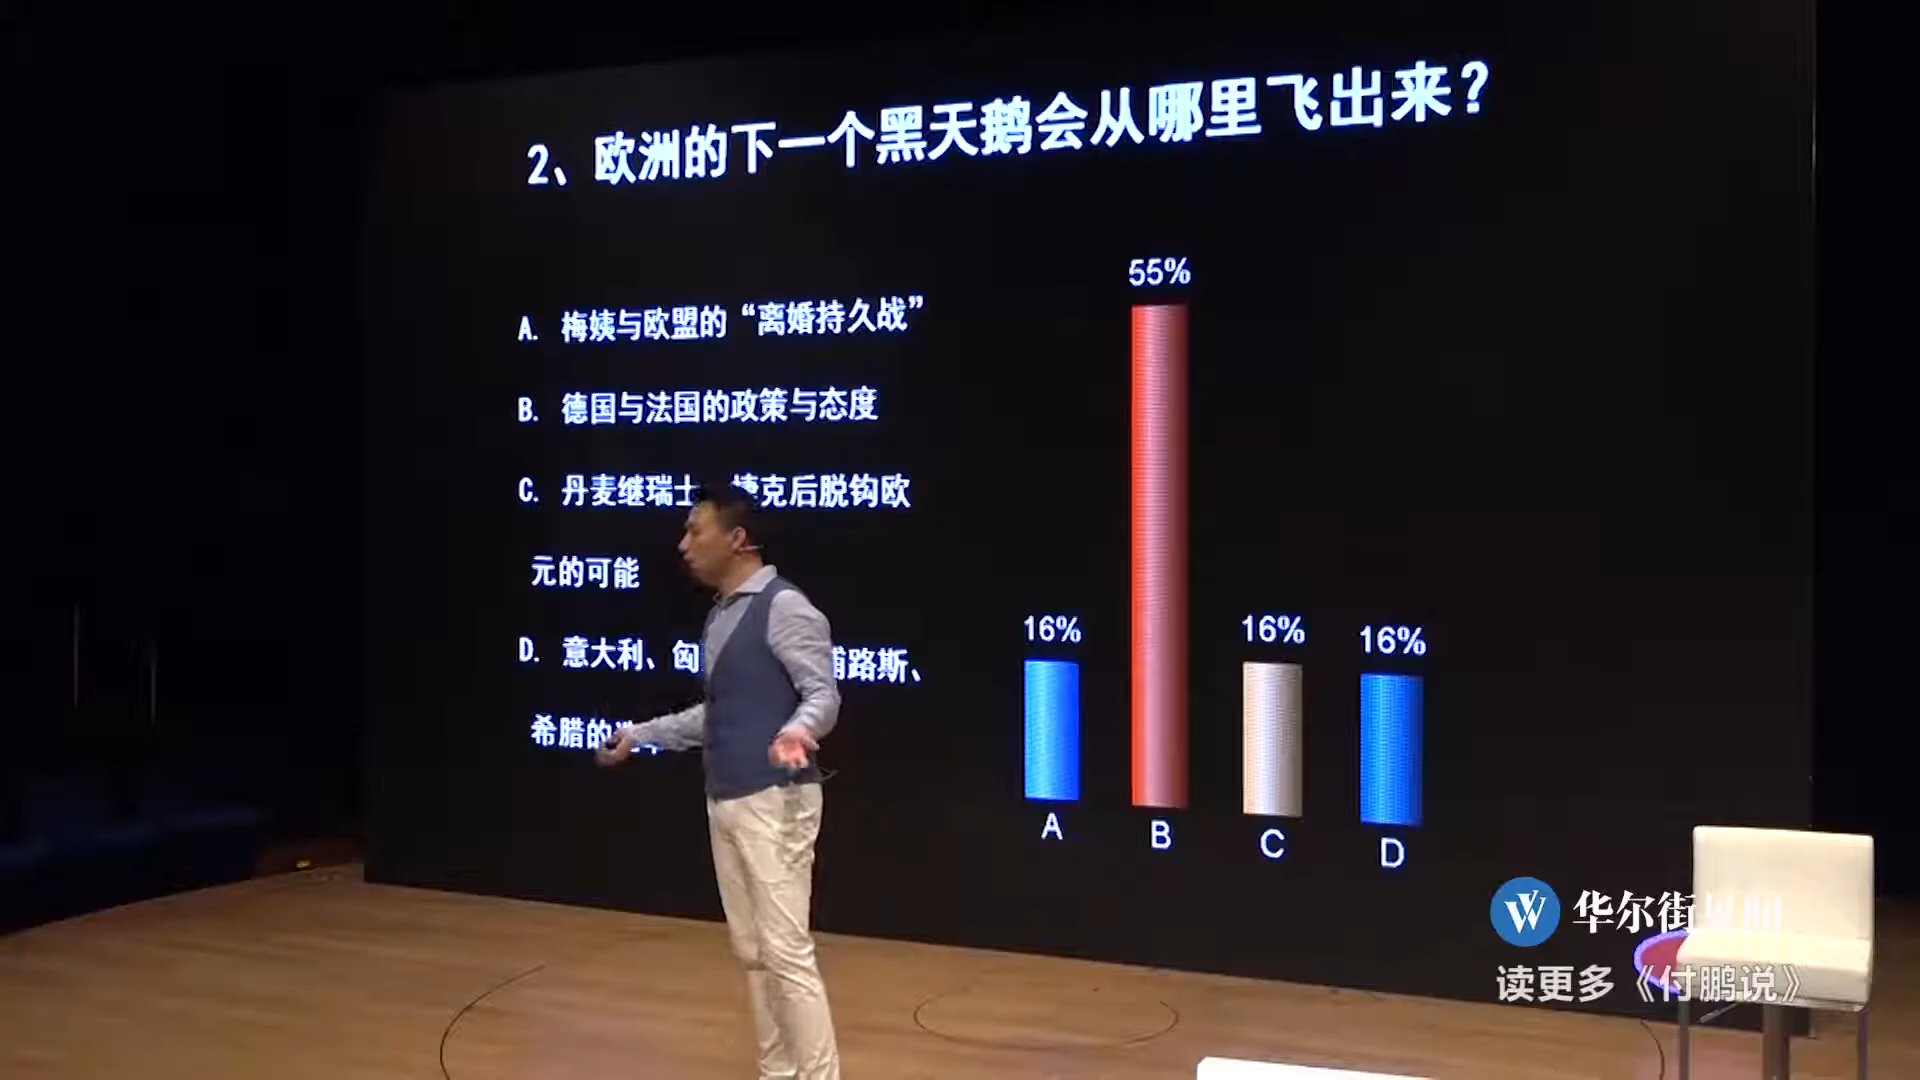 2、欧洲的下一个黑天鹅会从哪里飞出来？
A. 梅姨与欧盟的“离婚持久战”
B. 德国与法国的政策与态度
C. 丹麦继瑞士 捷克后脱钩欧
元的可能
D. 意大利、匈 路斯、
希腊的
55%
16%
16%
16%
A
B
C
D
W 华尔街见闻
读更多《付鹏说》